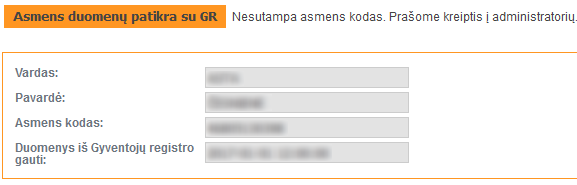 Asmens duomenų patikra su GR Nesutampa asmens kodas. Prašome kreiptis į administratorių.
Vardas:
Pavardė:
Asmens kodas:
Duomenys iš Gyventojų registro
gauti: